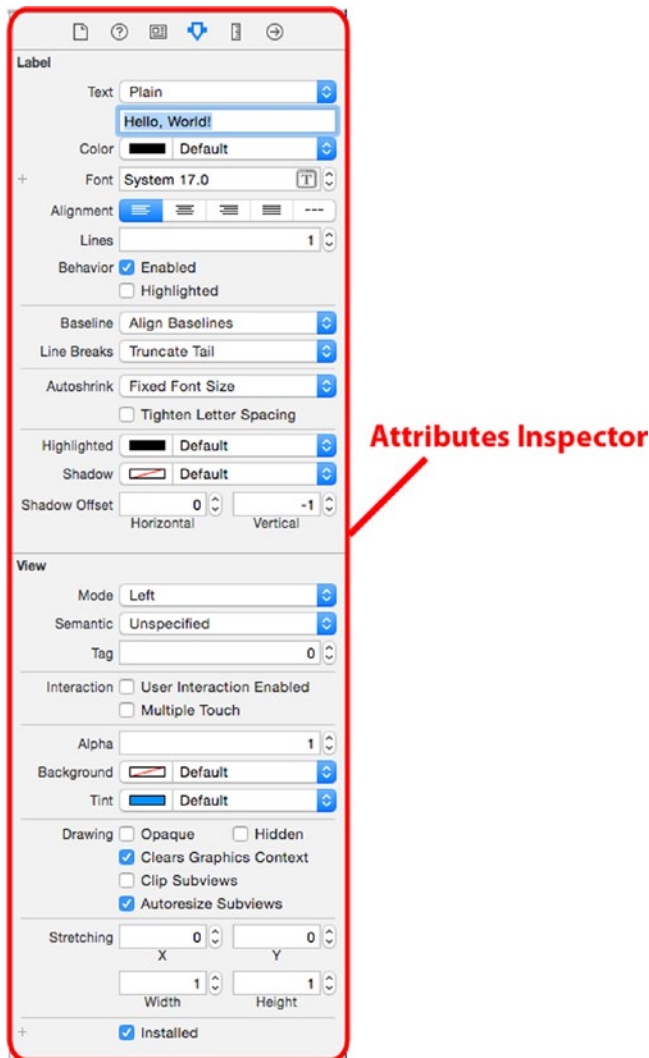 Label
Text Plain
Hello, World!
Color Default
+ Font System 17.0 T
Alignment ---
Lines 1
Behavior Enabled
Highlighted
Baseline Align Baselines
Line Breaks Truncate Tail
Autoshrink Fixed Font Size
Tighten Letter Spacing
Highlighted Default
Attributes Inspector
Shadow Default
Shadow Offset 0 -1
Horizontal Vertical
View
Mode Left
Semantic Unspecified
Tag 0
Interaction User Interaction Enabled
Multiple Touch
Alpha 1
Background Default
Tint Default
Drawing Opaque Hidden
Clears Graphics Context
Clip Subviews
Autoresize Subviews
Stretching 0 0
X Y
1 1
Width Height
+ Installed